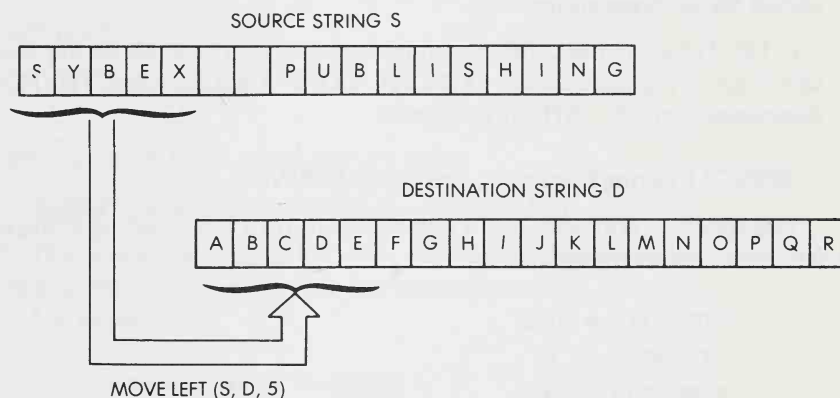 SOURCE STRING S
S Y B E X P U B L I S H I N G
DESTINATION STRING D
A B C D E F G H I J K L M N O P Q R
MOVE LEFT (S, D, 5)